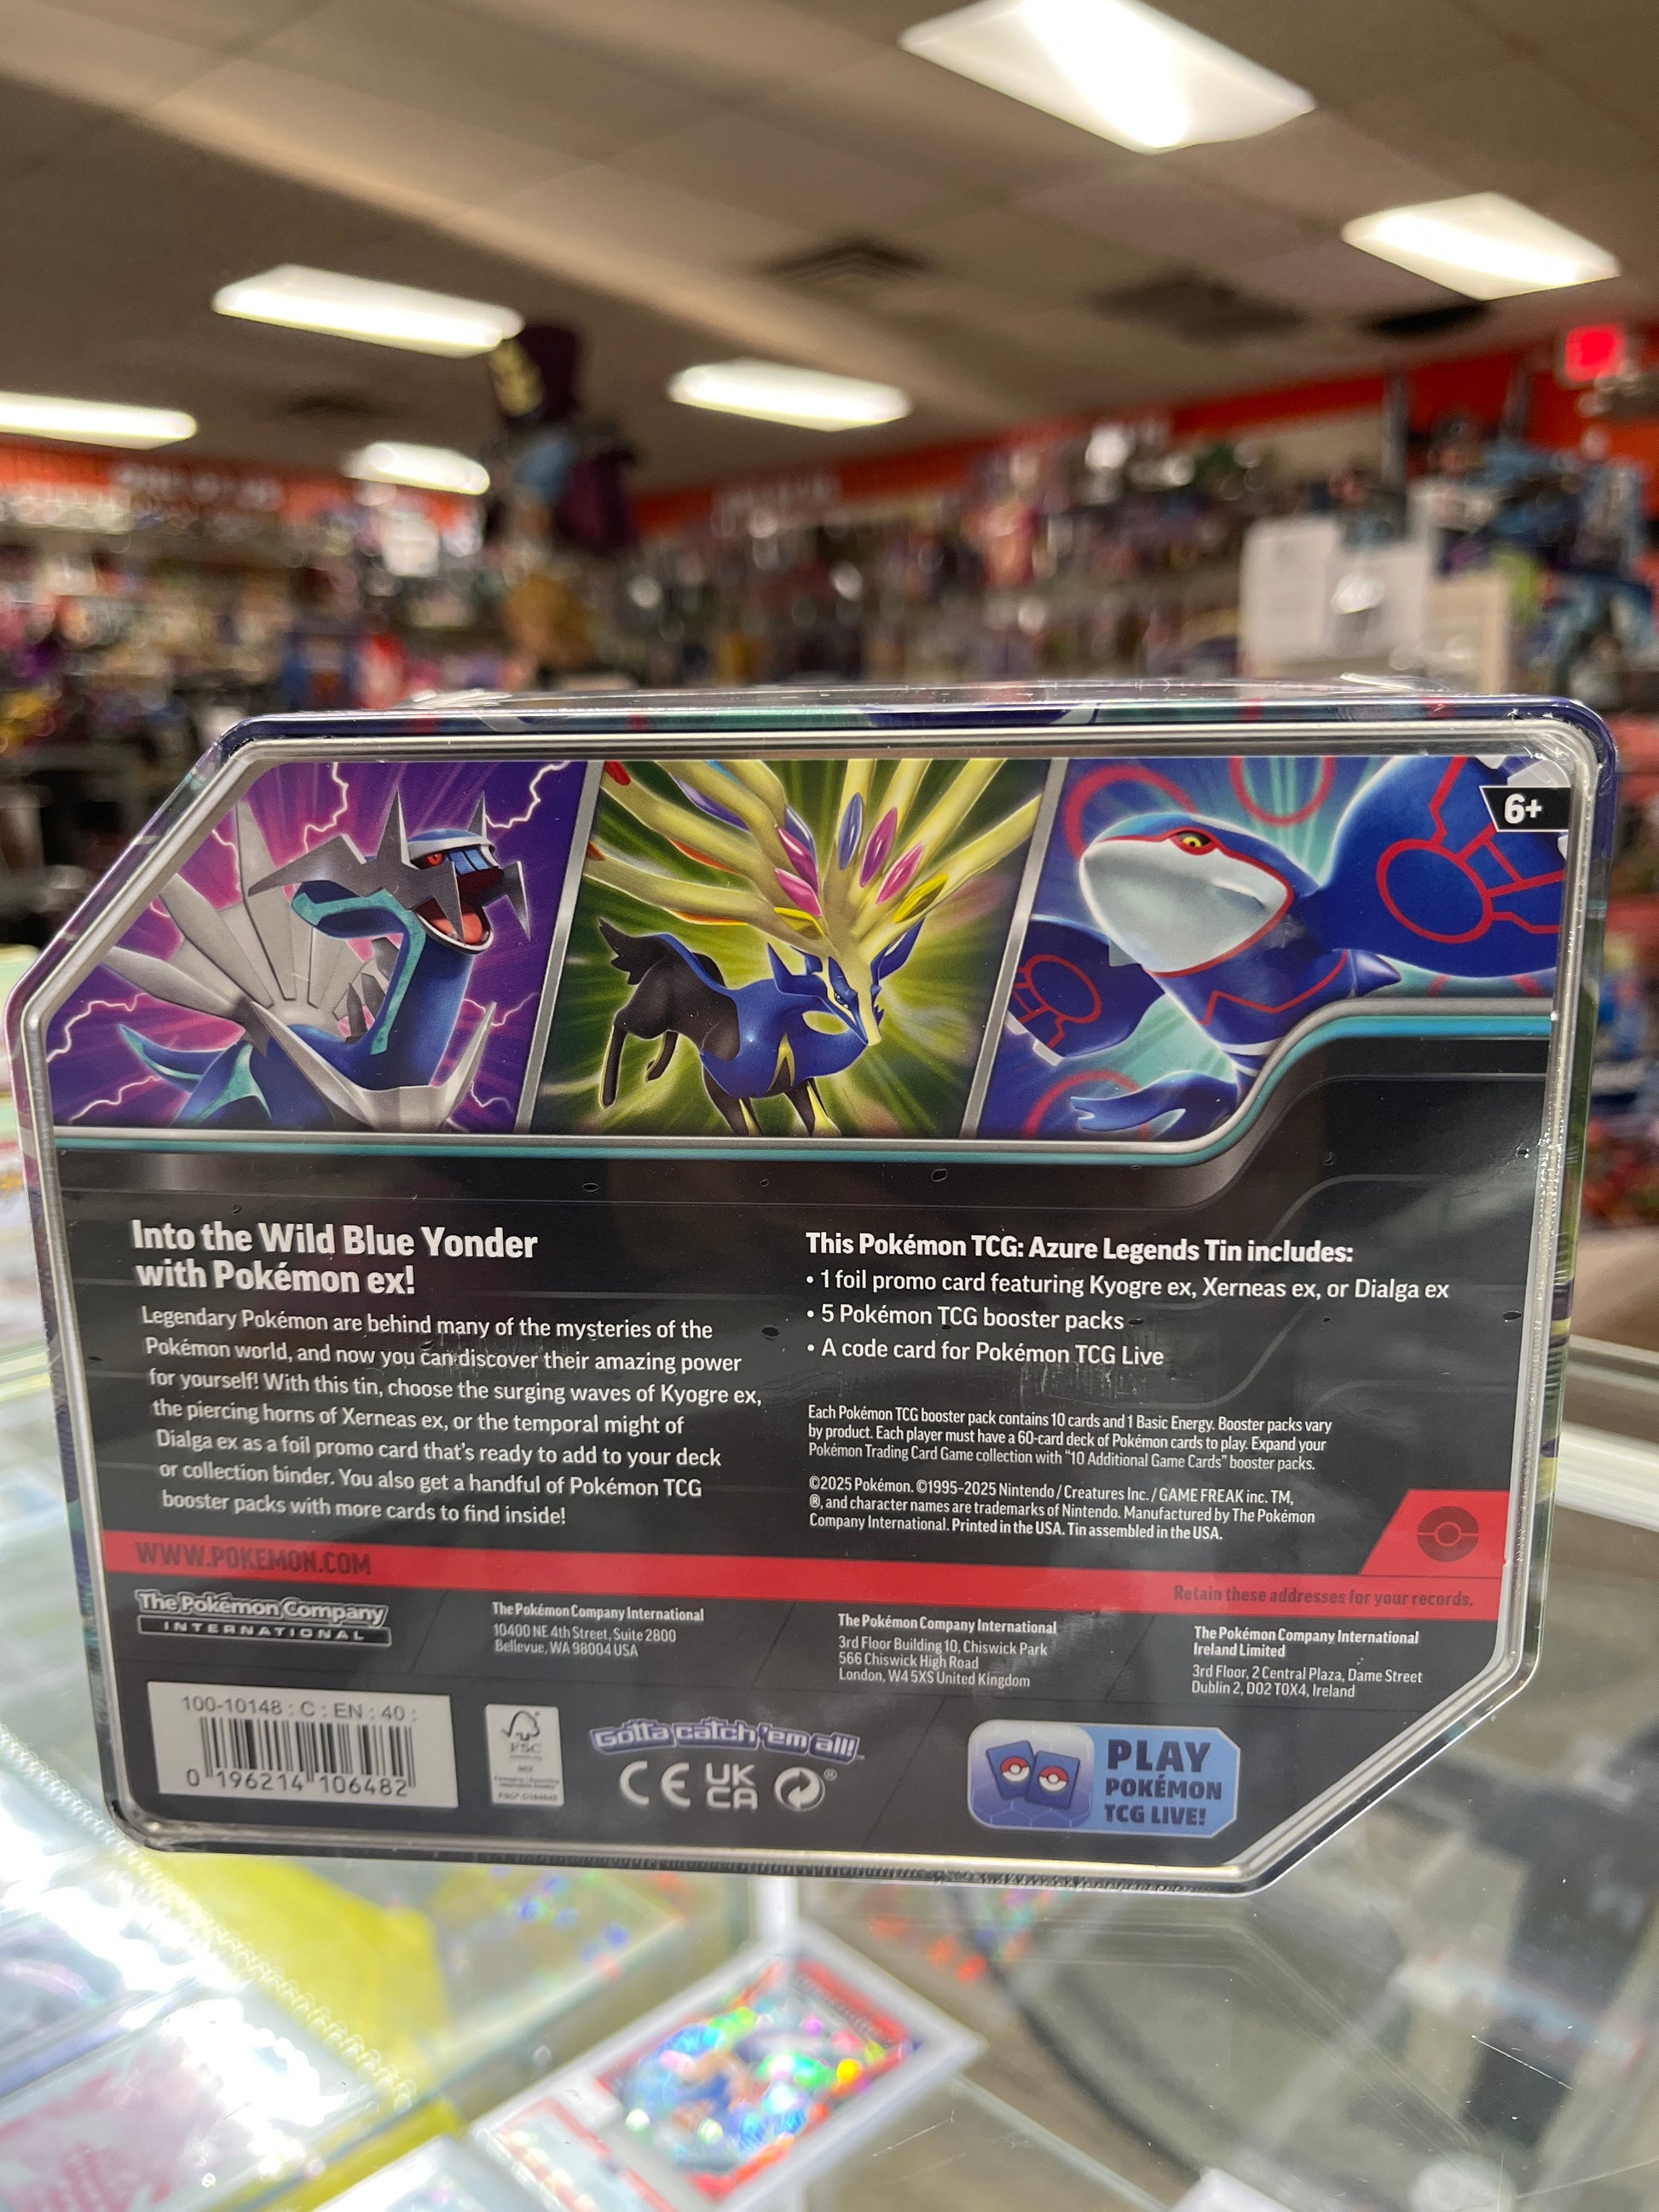 6+
Into the Wild Blue Yonder
with Pokémon ex!
Legendary Pokémon are behind many of the mysteries of the
Pokémon world, and now you can discover their amazing power
for yourself! With this tin, choose the surging waves of Kyogre ex,
the piercing horns of Xerneas ex, or the temporal might of
Dialga ex as a foil promo card that's ready to add to your deck
or collection binder. You also get a handful of Pokémon TCG
booster packs with more cards to find inside!
This Pokémon TCG: Azure Legends Tin includes:
• 1 foil promo card featuring Kyogre ex, Xerneas ex, or Dialga ex
• 5 Pokémon TCG booster packs
• A code card for Pokémon TCG Live
Each Pokémon TCG booster pack contains 10 cards and 1 Basic Energy. Booster packs vary
by product. Each player must have a 60-card deck of Pokémon cards to play. Expand your
Pokémon Trading Card Game collection with "10 Additional Game Cards" booster packs.
©2025 Pokémon. ©1995–2025 Nintendo / Creatures Inc. / GAME FREAK inc. TM,
®, and character names are trademarks of Nintendo. Manufactured by The Pokémon
Company International. Printed in the USA. Tin assembled in the USA.
WWW.POKEMON.COM
Retain these addresses for your records.
The Pokémon Company
INTERNATIONAL
The Pokémon Company International
10400 NE 4th Street, Suite 2800
Bellevue, WA 98004 USA
The Pokémon Company International
3rd Floor Building 10, Chiswick Park
566 Chiswick High Road
London, W4 5XS United Kingdom
The Pokémon Company International
Ireland Limited
3rd Floor, 2 Central Plaza, Dame Street
Dublin 2, D02 T0X4, Ireland
100-10148 : C : EN : 40 :
0 196214 106482
FSC
MIX
Gotta catch 'em all!
TM
CE
UK
CA
®
PLAY
POKÉMON
TCG LIVE!